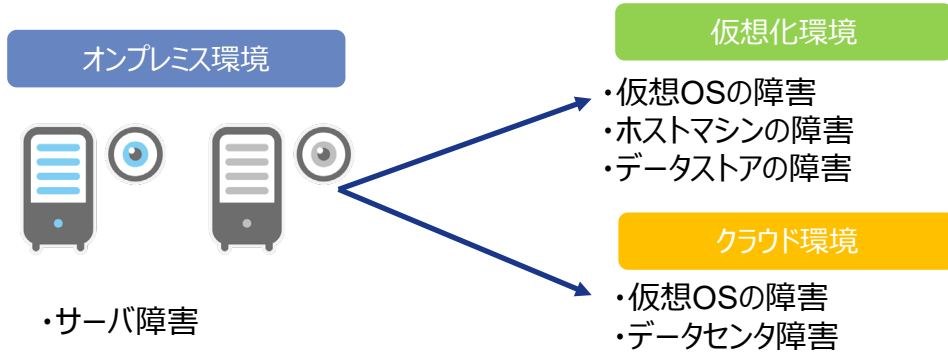 オンプレミス環境
・サーバ障害
仮想化環境
・仮想OSの障害
・ホストマシンの障害
・データストアの障害
クラウド環境
・仮想OSの障害
・データセンタ障害